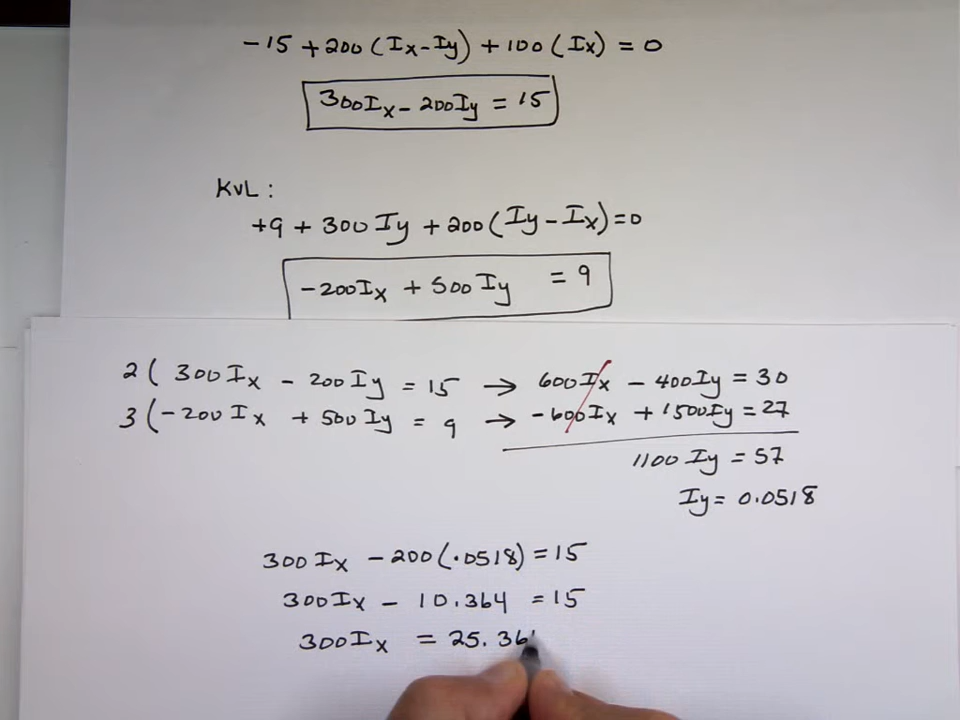 -15 + 200 (Ix - Iy) + 100 (Ix) = 0
300Ix - 200Iy = 15
KVL:
+9 + 300 Iy + 200 (Iy - Ix) = 0
-200Ix + 500 Iy = 9
2 ( 300 Ix - 200 Iy = 15 → 600 Ix - 400Iy = 30
3 (-200 Ix + 500 Iy = 9 → -600Ix + 1500Iy = 27
1100 Iy = 57
Iy = 0.0518
300 Ix - 200 (.0518) = 15
300Ix - 10.364 = 15
300Ix = 25.36